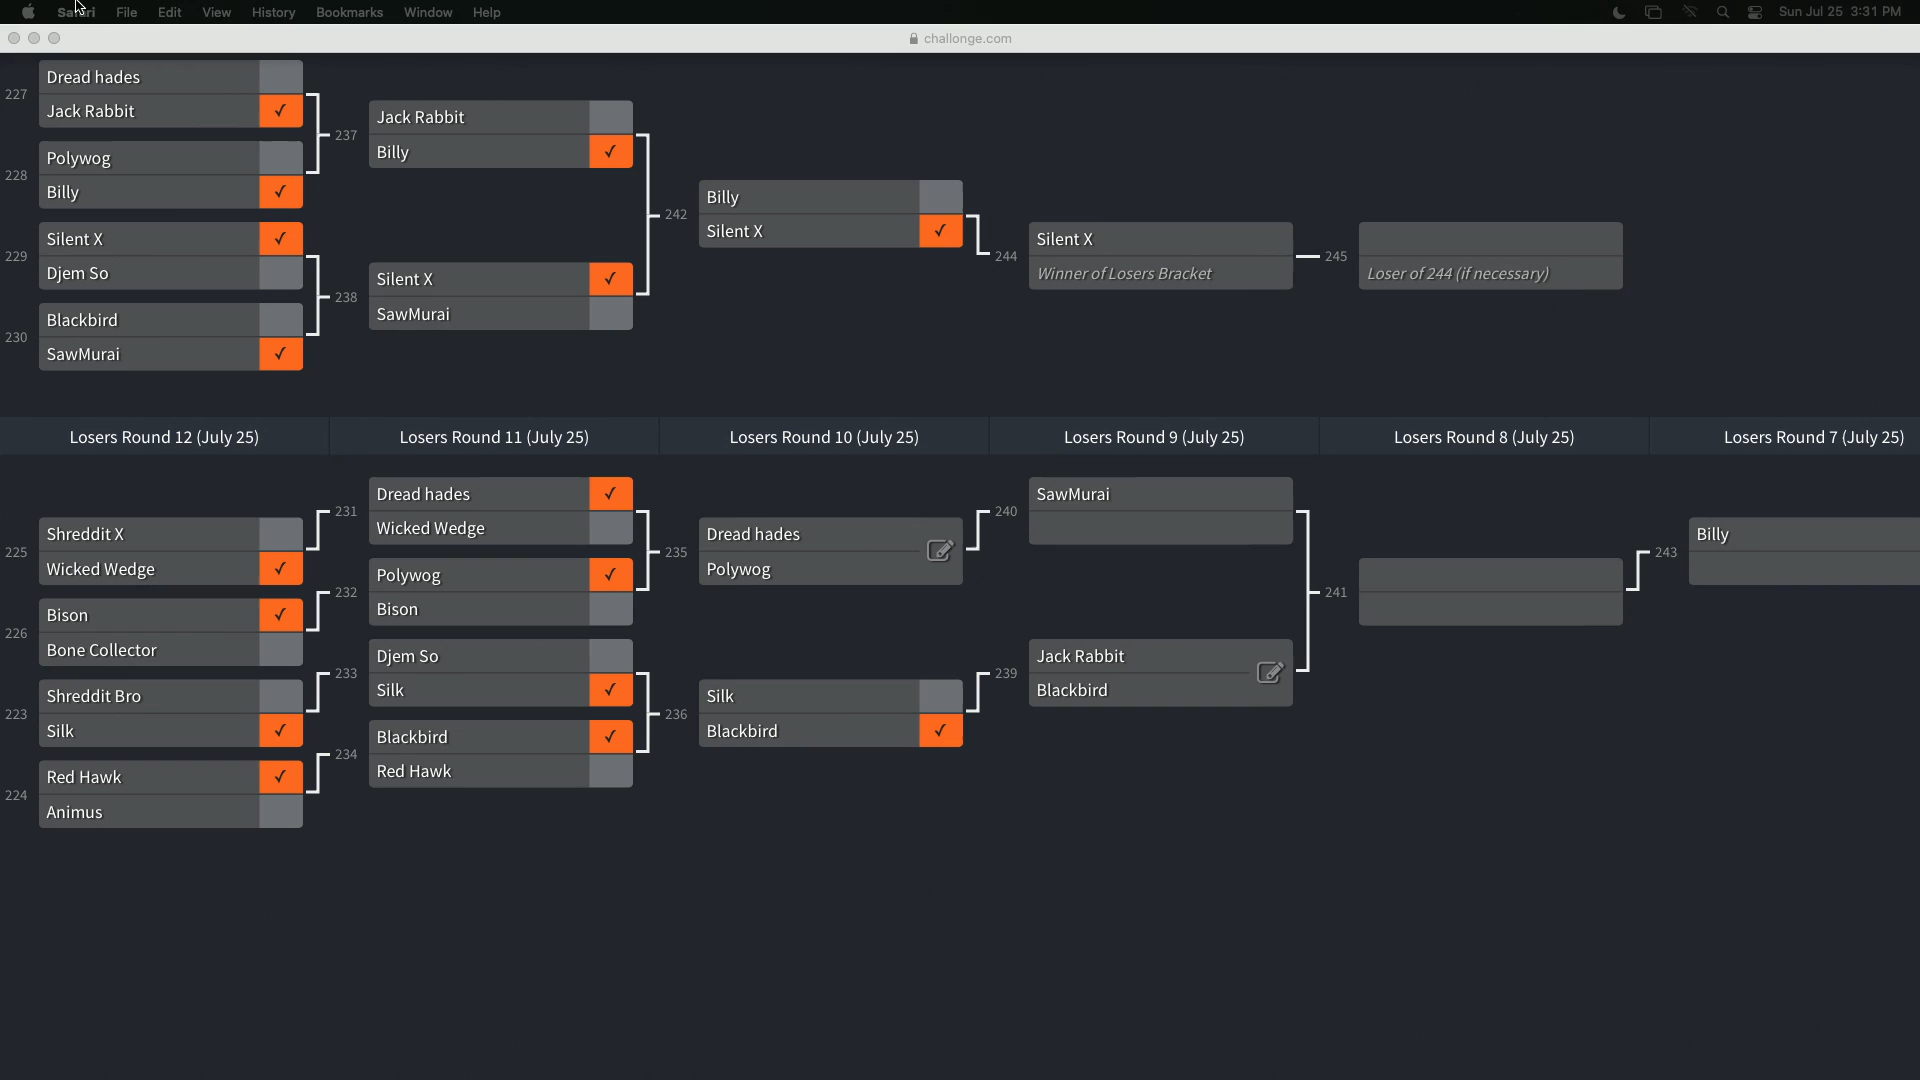 Safari File Edit View History Bookmarks Window Help Sun Jul 25 3:31 PM
challonge.com
227
Dread hades
Jack Rabbit ✓
228
Polywog
Billy ✓
229
Silent X ✓
Djem So
230
Blackbird
SawMurai ✓
237
Jack Rabbit
Billy ✓
238
Silent X ✓
SawMurai
242
Billy
Silent X ✓
244
Silent X
Winner of Losers Bracket
245
Loser of 244 (if necessary)
Losers Round 12 (July 25) Losers Round 11 (July 25) Losers Round 10 (July 25) Losers Round 9 (July 25) Losers Round 8 (July 25) Losers Round 7 (July 25)
225
Shreddit X
Wicked Wedge ✓
226
Bison ✓
Bone Collector
223
Shreddit Bro
Silk ✓
224
Red Hawk ✓
Animus
231
Dread hades ✓
Wicked Wedge
232
Polywog ✓
Bison
233
Djem So
Silk ✓
234
Blackbird ✓
Red Hawk
235
Dread hades
Polywog
236
Silk
Blackbird ✓
240
SawMurai
239
Jack Rabbit
Blackbird
241
243
Billy